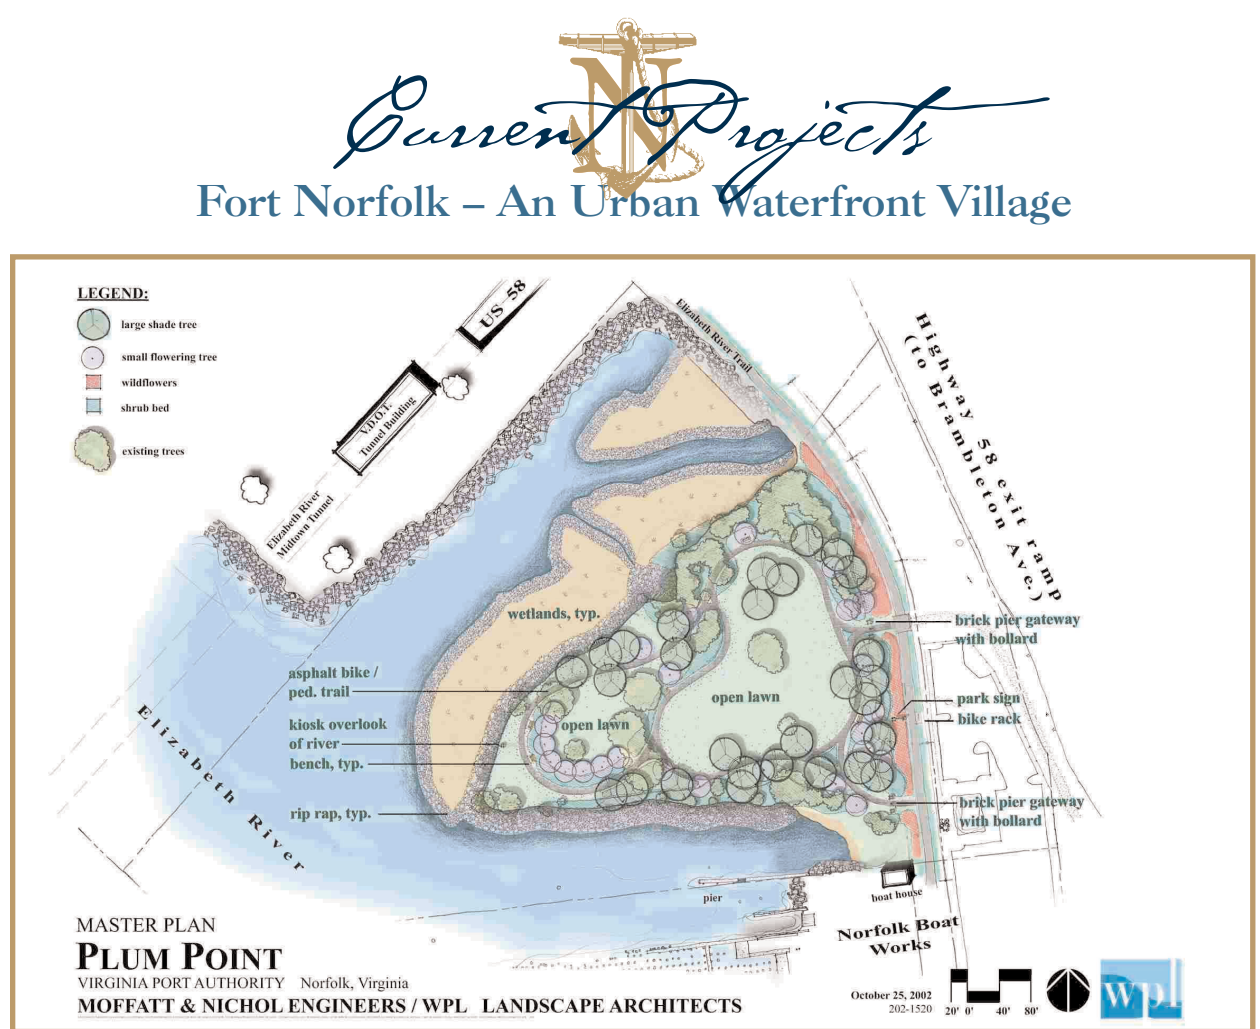 Current Projects
Fort Norfolk – An Urban Waterfront Village
LEGEND:
large shade tree
small flowering tree
wildflowers
shrub bed
existing trees
US 58
V.D.O.T.
Tunnel Building
Elizabeth River
Midtown Tunnel
Elizabeth River Trail
Highway 58 exit ramp
(to Brambleton Ave.)
wetlands, typ.
brick pier gateway
with bollard
asphalt bike /
ped. trail
open lawn
open lawn
park sign
bike rack
kiosk overlook
of river
bench, typ.
rip rap, typ.
brick pier gateway
with bollard
Elizabeth River
pier
boat house
Norfolk Boat
Works
MASTER PLAN
PLUM POINT
VIRGINIA PORT AUTHORITY Norfolk, Virginia
MOFFATT & NICHOL ENGINEERS / WPL LANDSCAPE ARCHITECTS
October 25, 2002
202-1520
20' 0' 40' 80'
wpl